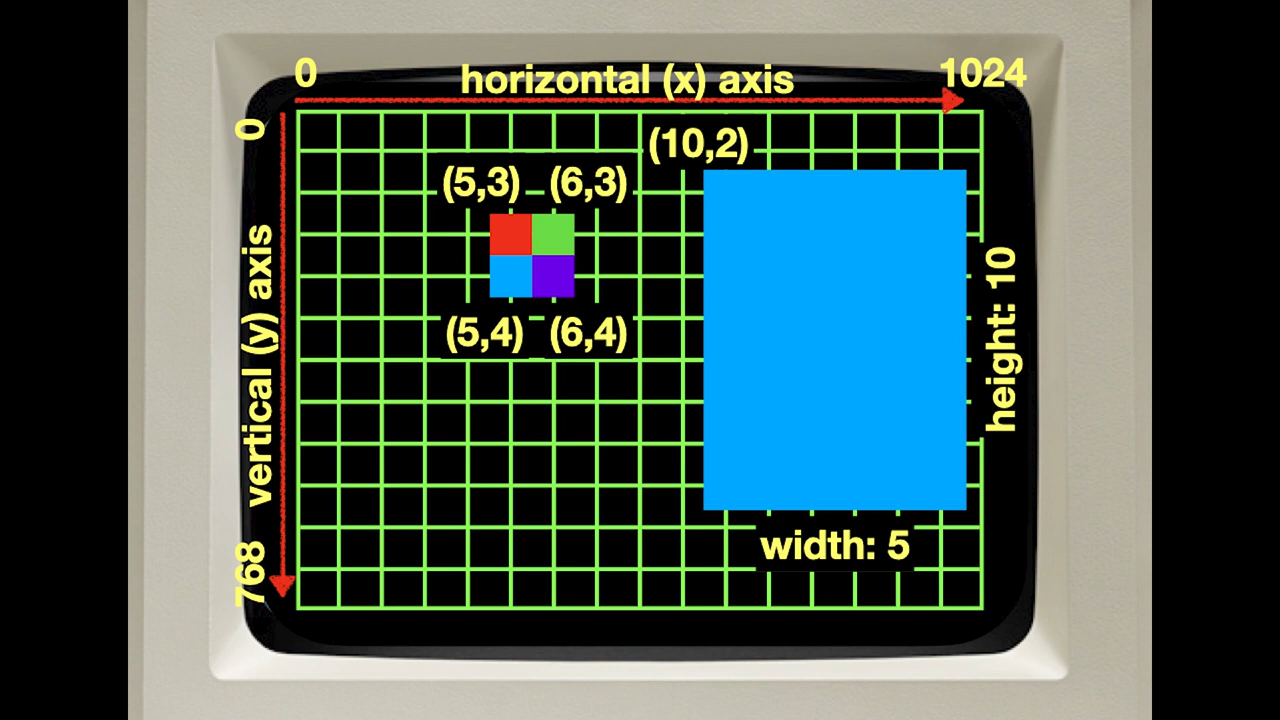 0
horizontal (x) axis
1024
0
(10,2)
(5,3)
(6,3)
vertical (y) axis
height: 10
(5,4)
(6,4)
width: 5
768